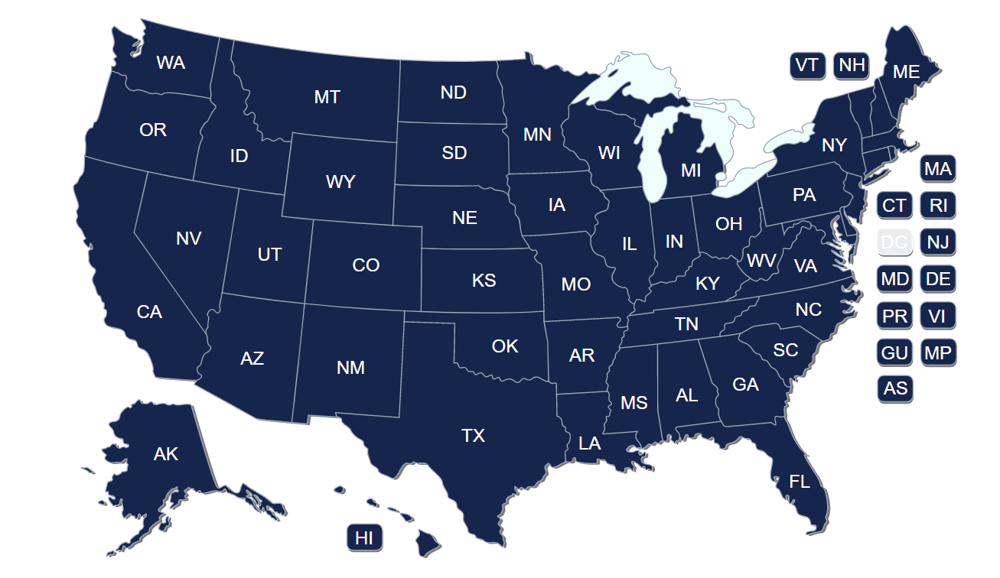 VT NH
ME
WA
MT
ND
OR
ID
MN
SD
WI
NY
MI
MA
WY
PA
IA
CT RI
NE
OH
NV
IL
IN
DC NJ
UT
CO
WV
VA
KS
MO
KY
MD DE
CA
NC
PR VI
TN
OK
AR
SC
AZ
GU MP
NM
GA
AS
MS
AL
TX
LA
AK
FL
HI